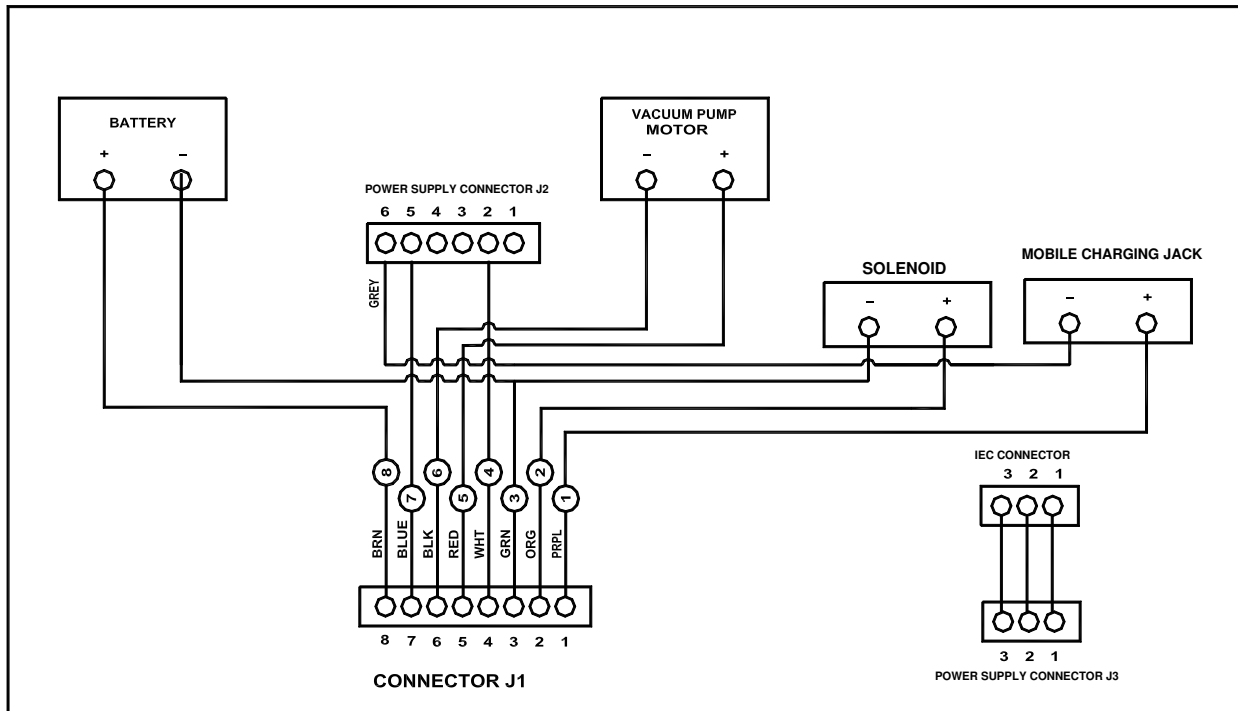 BATTERY
+ −
VACUUM PUMP
MOTOR
− +
POWER SUPPLY CONNECTOR J2
6 5 4 3 2 1
GREY
SOLENOID
− +
MOBILE CHARGING JACK
− +
8 7 6 5 4 3 2 1
BRN BLUE BLK RED WHT GRN ORG PRPL
8 7 6 5 4 3 2 1
CONNECTOR J1
IEC CONNECTOR
3 2 1
3 2 1
POWER SUPPLY CONNECTOR J3